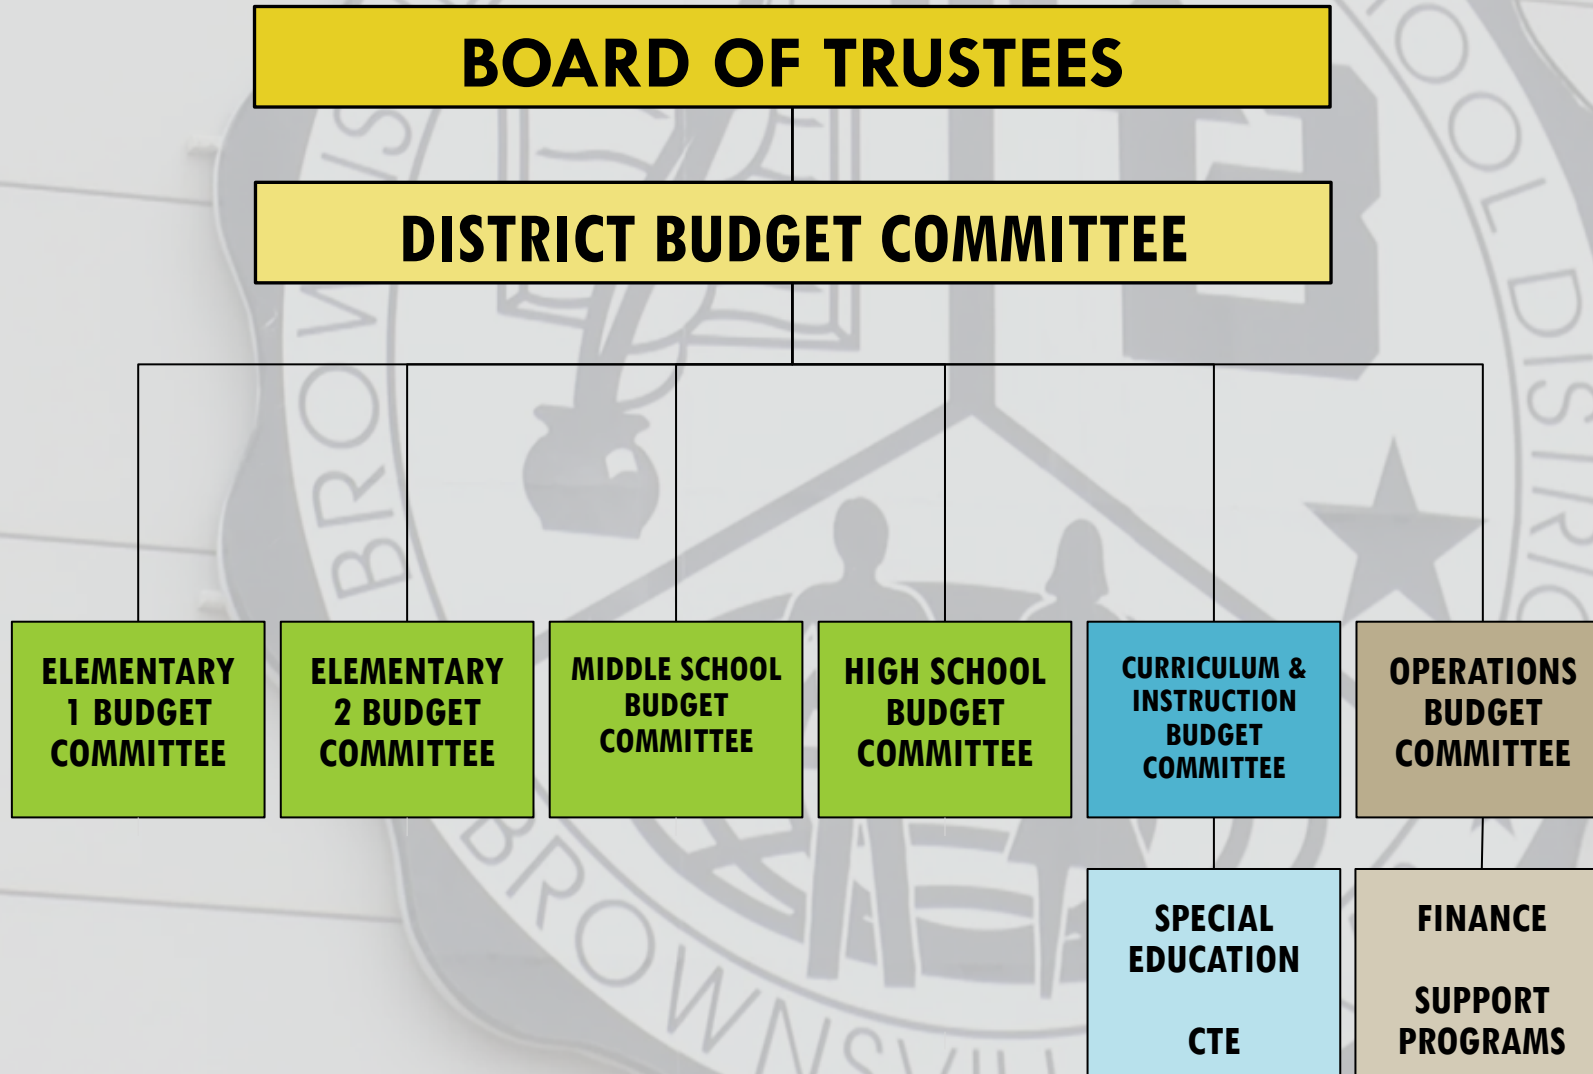 BOARD OF TRUSTEES
DISTRICT BUDGET COMMITTEE
ELEMENTARY
1 BUDGET
COMMITTEE
ELEMENTARY
2 BUDGET
COMMITTEE
MIDDLE SCHOOL
BUDGET
COMMITTEE
HIGH SCHOOL
BUDGET
COMMITTEE
CURRICULUM &
INSTRUCTION
BUDGET
COMMITTEE
OPERATIONS
BUDGET
COMMITTEE
SPECIAL
EDUCATION
CTE
FINANCE
SUPPORT
PROGRAMS